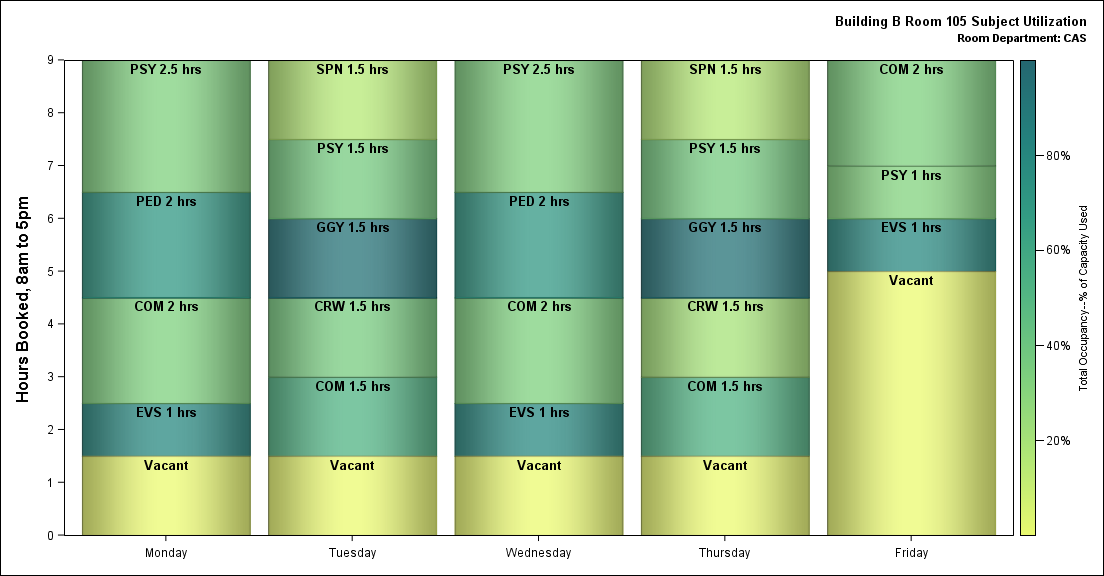 Building B Room 105 Subject Utilization
Room Department: CAS
Hours Booked, 8am to 5pm
9
8
7
6
5
4
3
2
1
0
PSY 2.5 hrs
PED 2 hrs
COM 2 hrs
EVS 1 hrs
Vacant
Monday
SPN 1.5 hrs
PSY 1.5 hrs
GGY 1.5 hrs
CRW 1.5 hrs
COM 1.5 hrs
Vacant
Tuesday
PSY 2.5 hrs
PED 2 hrs
COM 2 hrs
EVS 1 hrs
Vacant
Wednesday
SPN 1.5 hrs
PSY 1.5 hrs
GGY 1.5 hrs
CRW 1.5 hrs
COM 1.5 hrs
Vacant
Thursday
COM 2 hrs
PSY 1 hrs
EVS 1 hrs
Vacant
Friday
80%
60%
40%
20%
Total Occupancy--% of Capacity Used